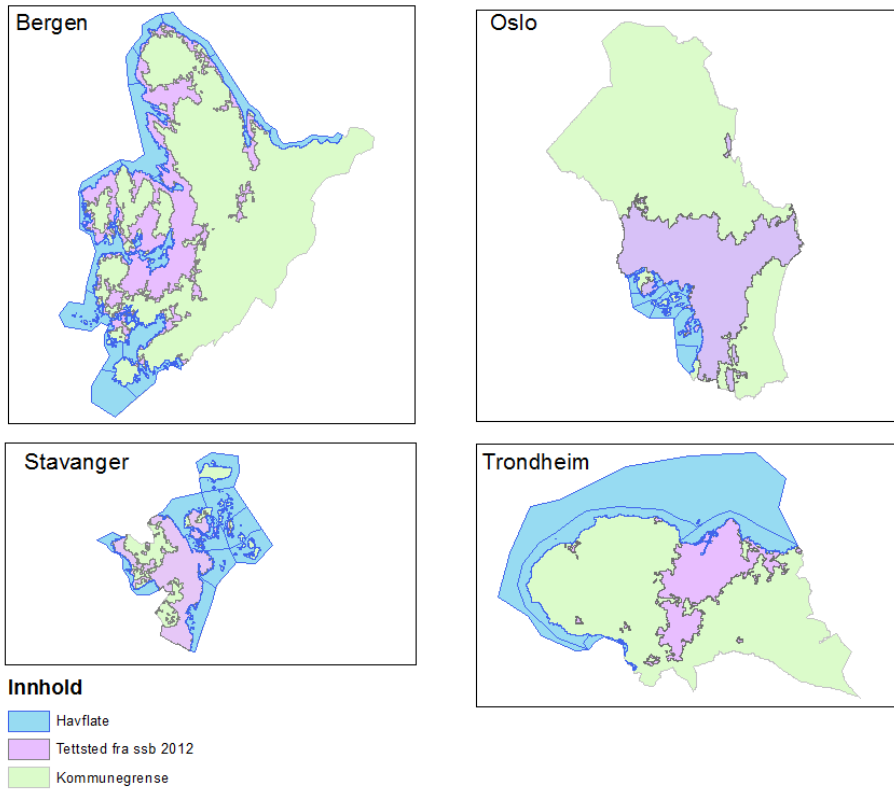 Bergen
Oslo
Stavanger
Trondheim
Innhold
Havflate
Tettsted fra ssb 2012
Kommunegrense